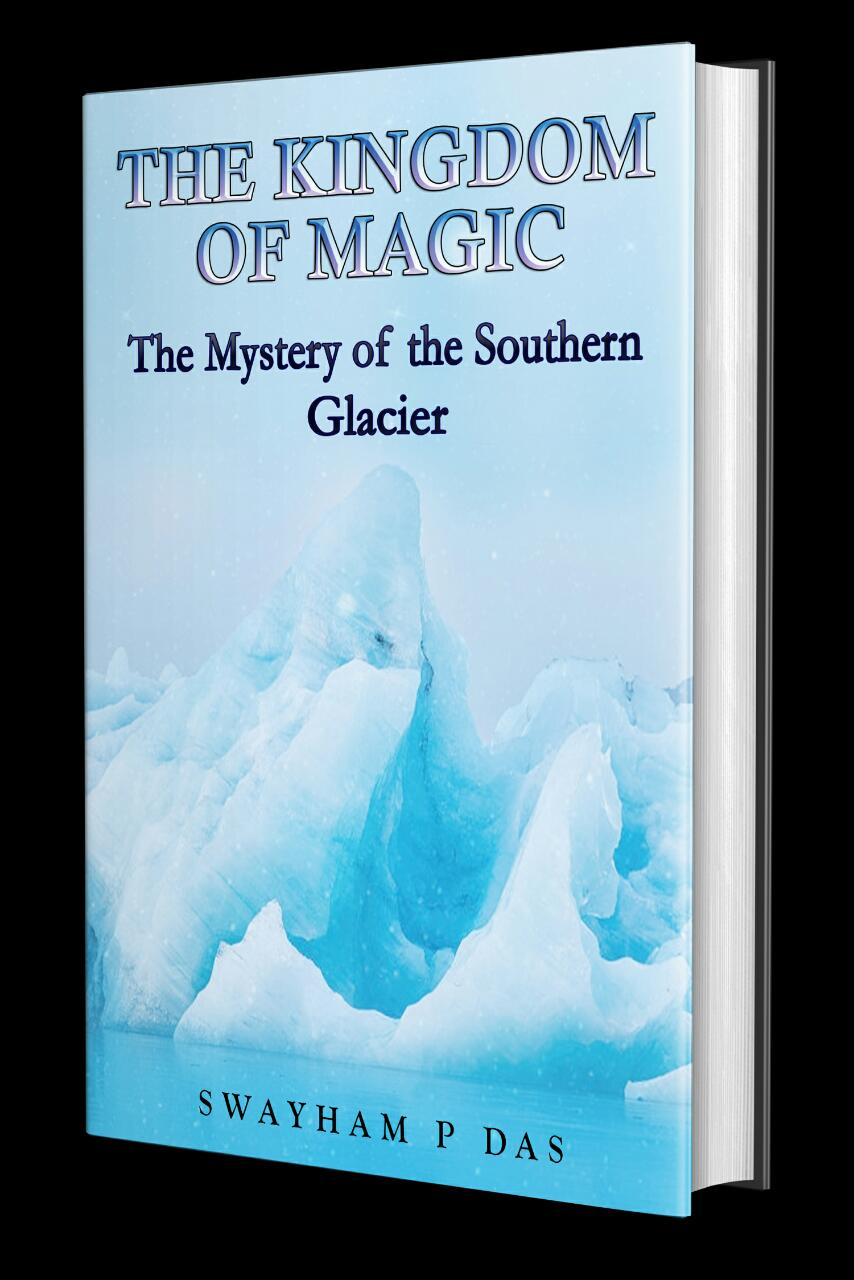 THE KINGDOM
OF MAGIC
The Mystery of the Southern
Glacier
SWAYHAM P DAS